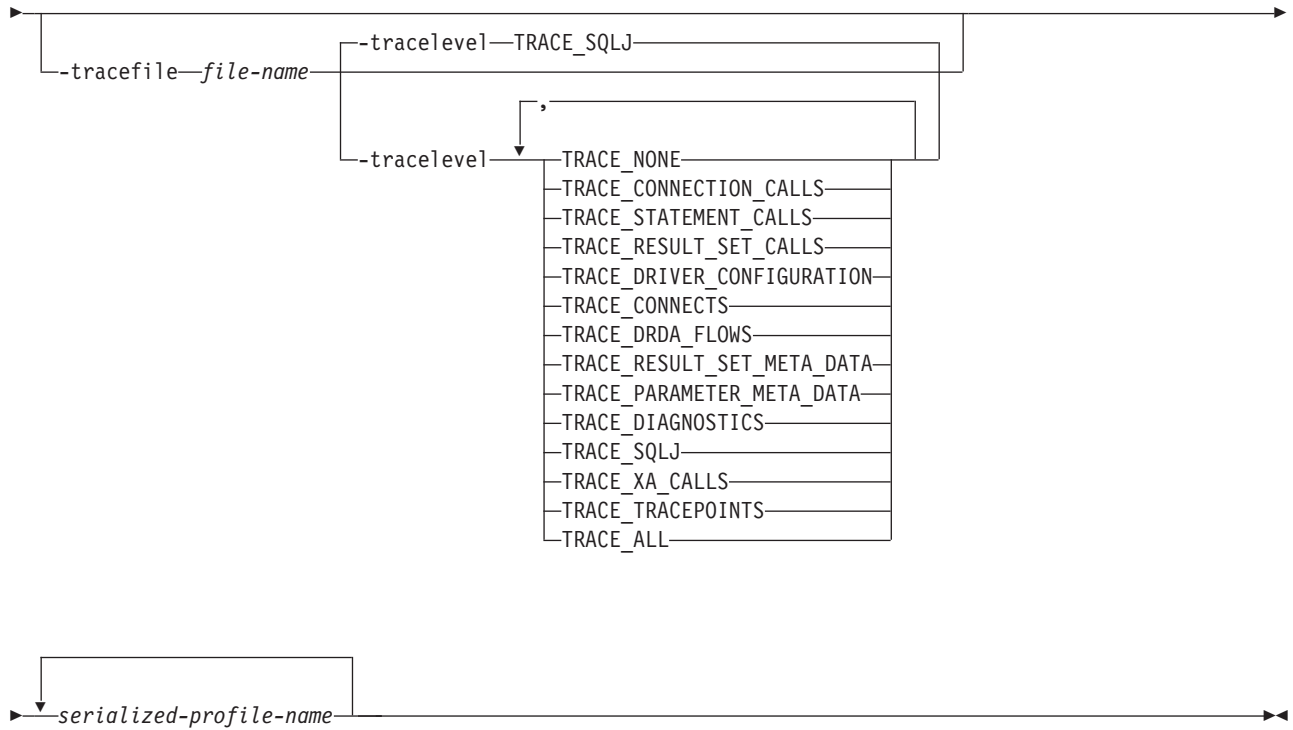 -tracelevel TRACE_SQLJ
-tracefile file-name
,
-tracelevel TRACE_NONE
TRACE_CONNECTION_CALLS
TRACE_STATEMENT_CALLS
TRACE_RESULT_SET_CALLS
TRACE_DRIVER_CONFIGURATION
TRACE_CONNECTS
TRACE_DRDA_FLOWS
TRACE_RESULT_SET_META_DATA
TRACE_PARAMETER_META_DATA
TRACE_DIAGNOSTICS
TRACE_SQLJ
TRACE_XA_CALLS
TRACE_TRACEPOINTS
TRACE_ALL
serialized-profile-name